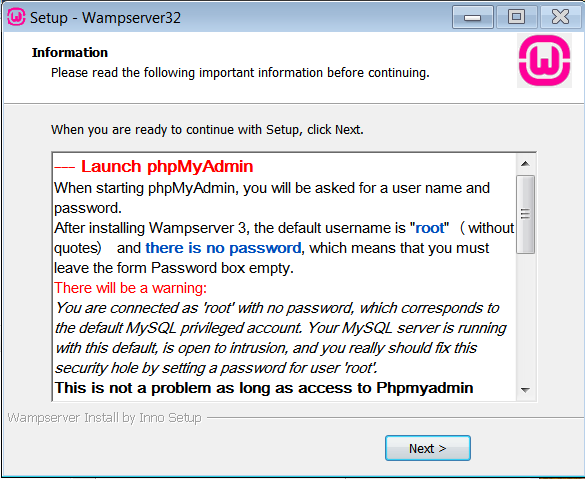 Setup - Wampserver32
Information
Please read the following important information before continuing.
When you are ready to continue with Setup, click Next.
--- Launch phpMyAdmin
When starting phpMyAdmin, you will be asked for a user name and
password.
After installing Wampserver 3, the default username is "root" ( without
quotes) and there is no password, which means that you must
leave the form Password box empty.
There will be a warning:
You are connected as 'root' with no password, which corresponds to
the default MySQL privileged account. Your MySQL server is running
with this default, is open to intrusion, and you really should fix this
security hole by setting a password for user 'root'.
This is not a problem as long as access to Phpmyadmin
Wampserver Install by Inno Setup
Next >